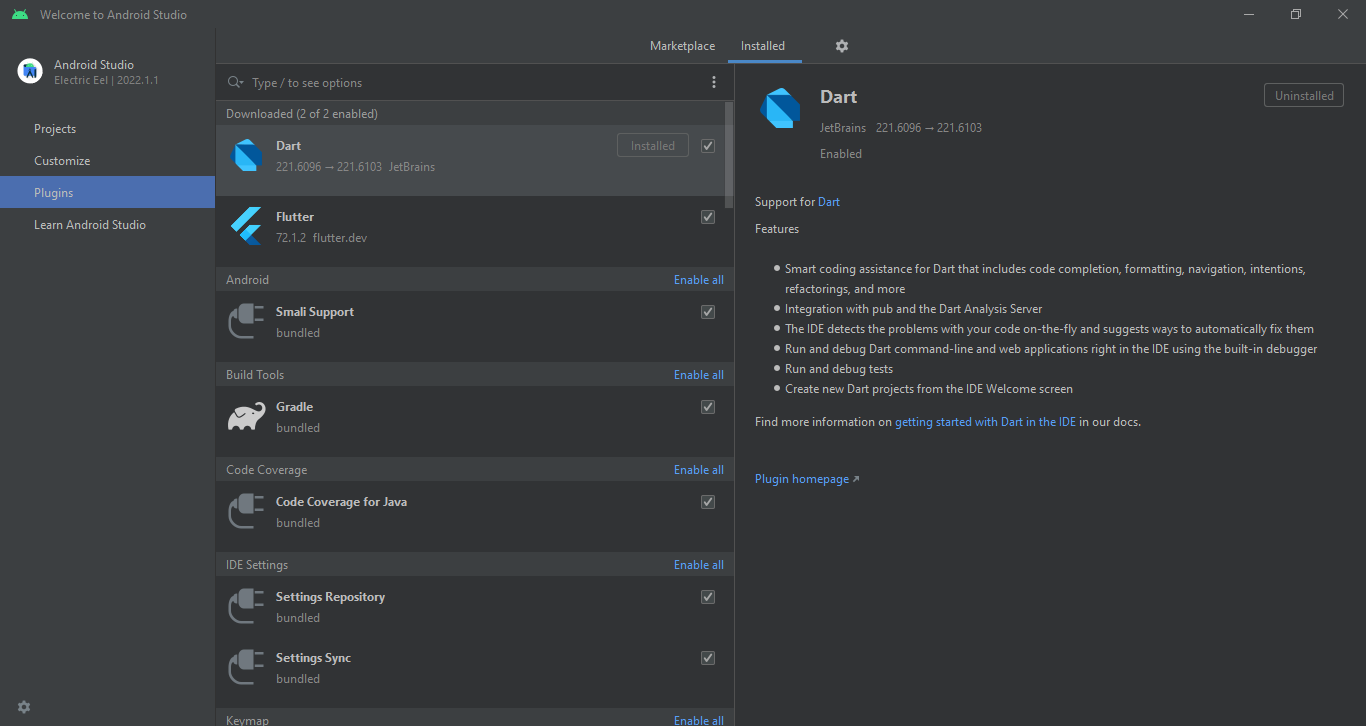 Welcome to Android Studio
Android Studio
Electric Eel | 2022.1.1
Projects
Customize
Plugins
Learn Android Studio
Marketplace
Installed
Type / to see options
Downloaded (2 of 2 enabled)
Dart
Installed
221.6096 → 221.6103 JetBrains
Flutter
72.1.2 flutter.dev
Android
Enable all
Smali Support
bundled
Build Tools
Enable all
Gradle
bundled
Code Coverage
Enable all
Code Coverage for Java
bundled
IDE Settings
Enable all
Settings Repository
bundled
Settings Sync
bundled
Keymap
Enable all
Dart
Uninstalled
JetBrains 221.6096 → 221.6103
Enabled
Support for Dart
Features
Smart coding assistance for Dart that includes code completion, formatting, navigation, intentions,
refactorings, and more
Integration with pub and the Dart Analysis Server
The IDE detects the problems with your code on-the-fly and suggests ways to automatically fix them
Run and debug Dart command-line and web applications right in the IDE using the built-in debugger
Run and debug tests
Create new Dart projects from the IDE Welcome screen
Find more information on getting started with Dart in the IDE in our docs.
Plugin homepage ↗